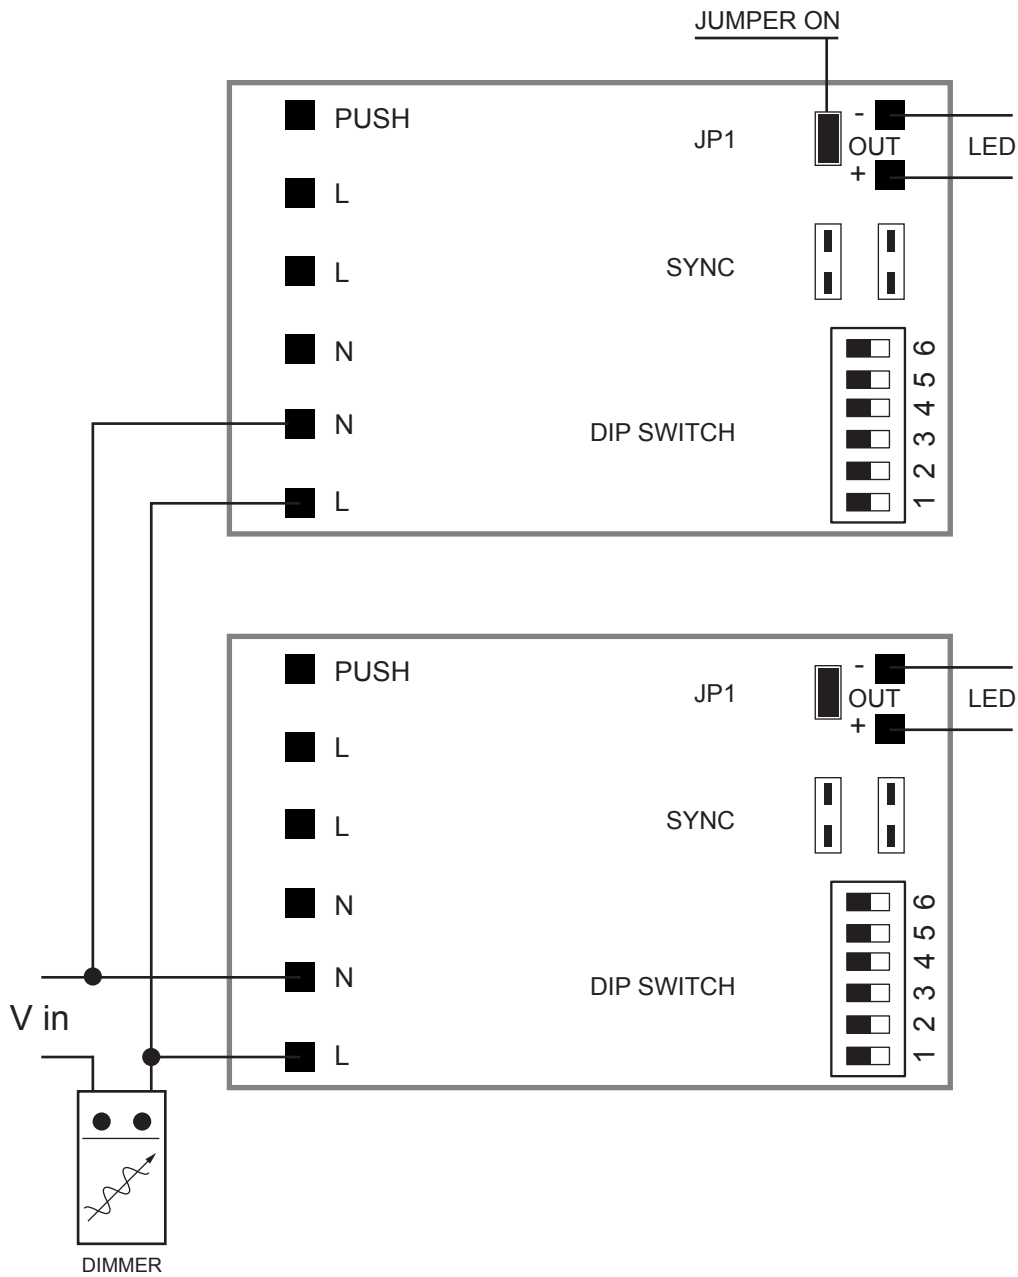 JUMPER ON
PUSH
JP1
-
OUT
+
LED
L
L
SYNC
N
N
DIP SWITCH
L
6
5
4
3
2
1
PUSH
JP1
-
OUT
+
LED
L
L
SYNC
N
N
DIP SWITCH
L
6
5
4
3
2
1
V in
DIMMER